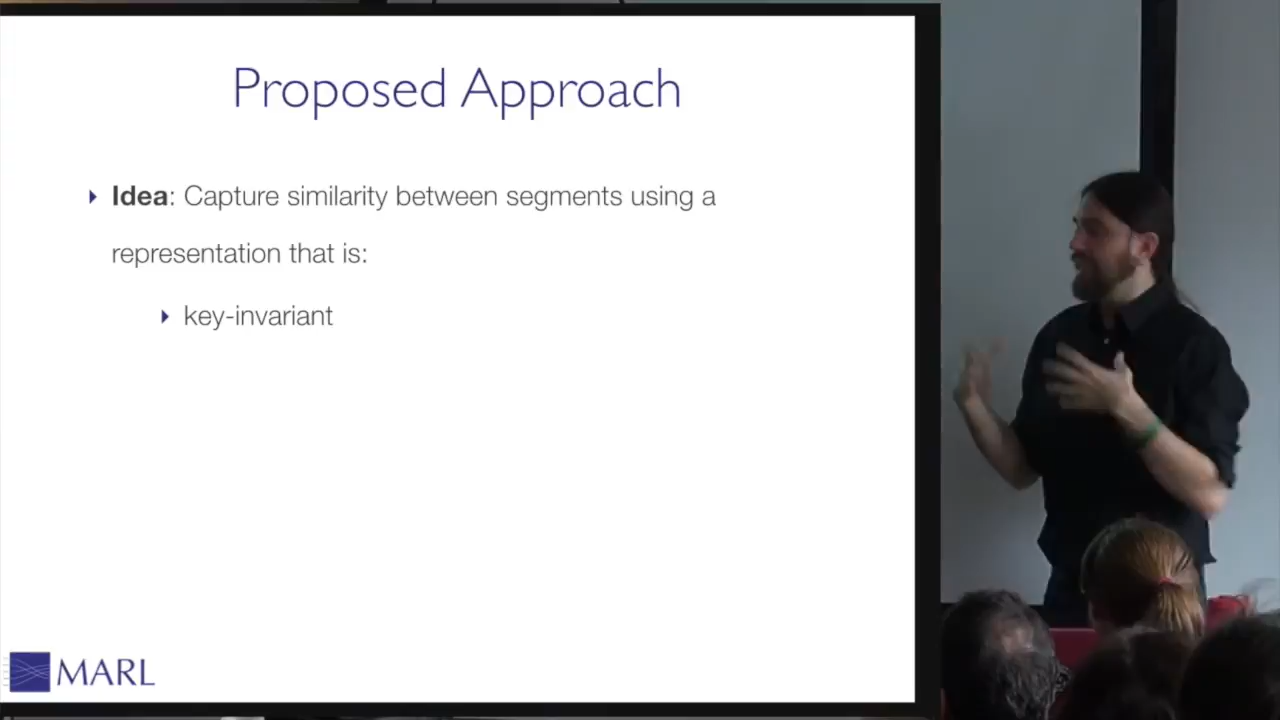 Proposed Approach
Idea: Capture similarity between segments using a
representation that is:
key-invariant
MARL